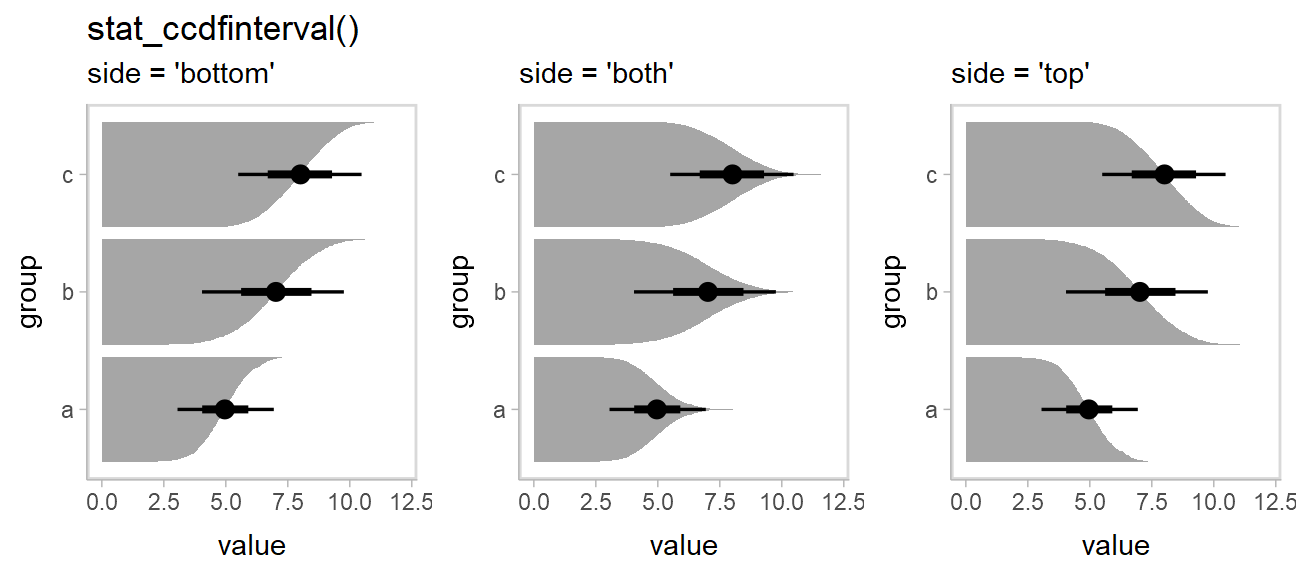 stat_ccdfinterval()
side = 'bottom'
side = 'both'
side = 'top'
group
c
b
a
0.0 2.5 5.0 7.5 10.0 12.5
value
group
c
b
a
0.0 2.5 5.0 7.5 10.0 12.5
value
group
c
b
a
0.0 2.5 5.0 7.5 10.0 12.5
value